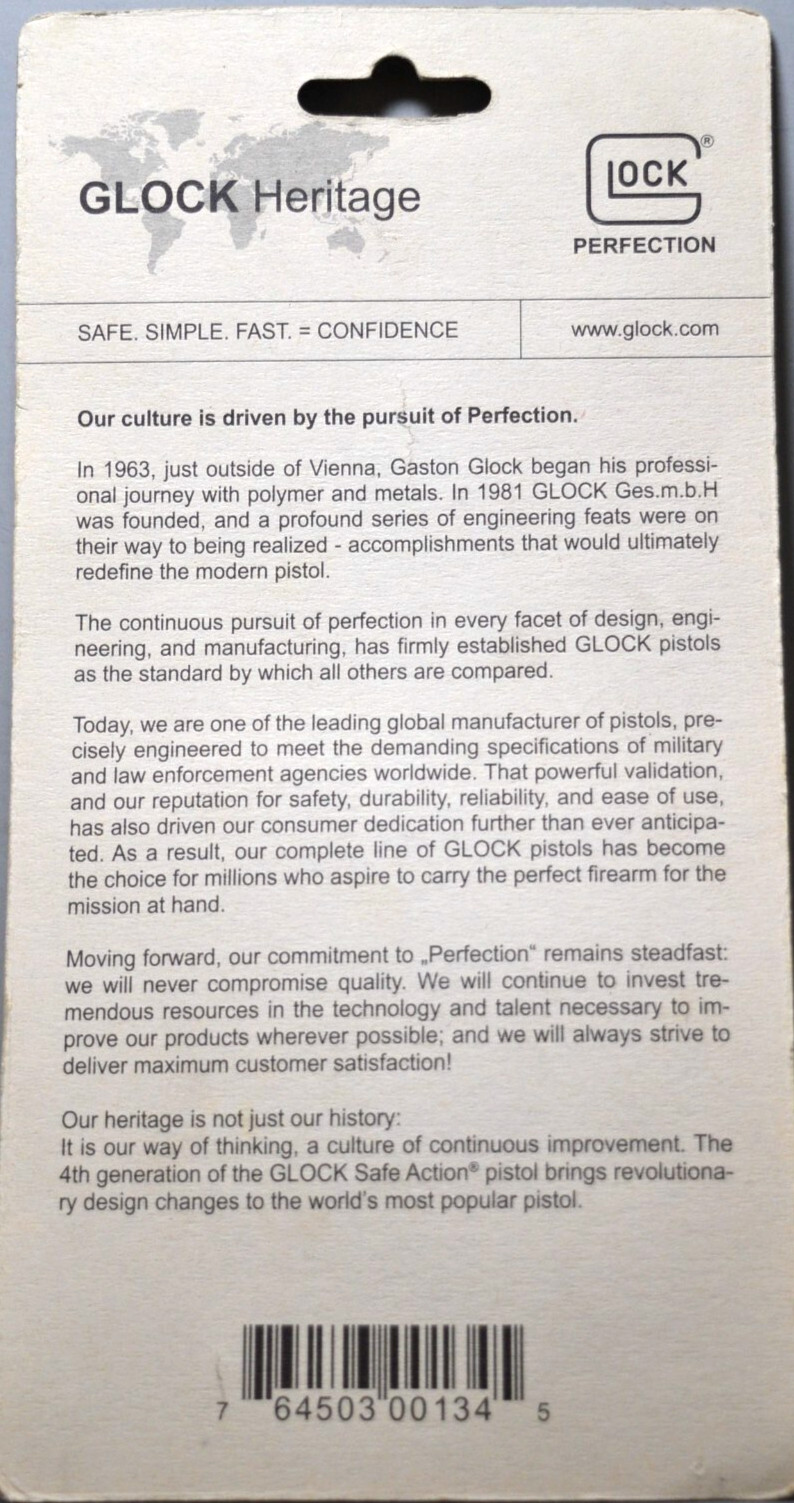 GLOCK Heritage
GLOCK®
PERFECTION
SAFE. SIMPLE. FAST. = CONFIDENCE
www.glock.com
Our culture is driven by the pursuit of Perfection.
In 1963, just outside of Vienna, Gaston Glock began his professi-
onal journey with polymer and metals. In 1981 GLOCK Ges.m.b.H
was founded, and a profound series of engineering feats were on
their way to being realized - accomplishments that would ultimately
redefine the modern pistol.
The continuous pursuit of perfection in every facet of design, engi-
neering, and manufacturing, has firmly established GLOCK pistols
as the standard by which all others are compared.
Today, we are one of the leading global manufacturer of pistols, pre-
cisely engineered to meet the demanding specifications of military
and law enforcement agencies worldwide. That powerful validation,
and our reputation for safety, durability, reliability, and ease of use,
has also driven our consumer dedication further than ever anticipa-
ted. As a result, our complete line of GLOCK pistols has become
the choice for millions who aspire to carry the perfect firearm for the
mission at hand.
Moving forward, our commitment to „Perfection“ remains steadfast:
we will never compromise quality. We will continue to invest tre-
mendous resources in the technology and talent necessary to im-
prove our products wherever possible; and we will always strive to
deliver maximum customer satisfaction!
Our heritage is not just our history:
It is our way of thinking, a culture of continuous improvement. The
4th generation of the GLOCK Safe Action® pistol brings revolutiona-
ry design changes to the world's most popular pistol.
7 64503 00134 5